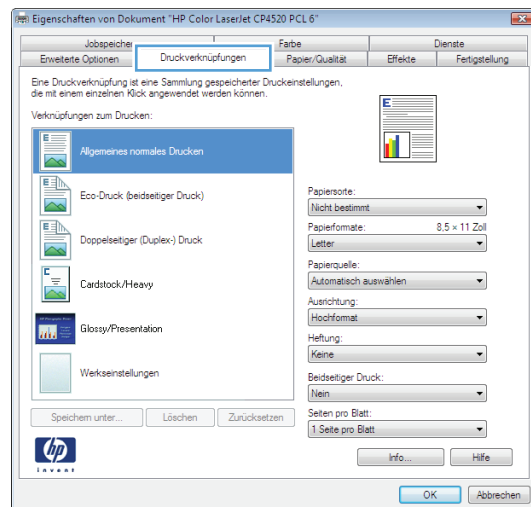 Eigenschaften von Dokument "HP Color LaserJet CP4520 PCL 6"
Jobspeicher
Farbe
Dienste
Erweiterte Optionen
Druckverknüpfungen
Papier/Qualität
Effekte
Fertigstellung
Eine Druckverknüpfung ist eine Sammlung gespeicherter Druckeinstellungen,
die mit einem einzelnen Klick angewendet werden können.
Verknüpfungen zum Drucken:
Allgemeines normales Drucken
Eco-Druck (beidseitiger Druck)
Doppelseitiger (Duplex-) Druck
Cardstock/Heavy
Glossy/Presentation
Werkseinstellungen
Speichern unter...
Löschen
Zurücksetzen
E
Papiersorte:
Nicht bestimmt
Papierformate: 8,5 × 11 Zoll
Letter
Papierquelle:
Automatisch auswählen
Ausrichtung:
Hochformat
Heftung:
Keine
Beidseitiger Druck:
Nein
Seiten pro Blatt:
1 Seite pro Blatt
hp
invent
Info...
Hilfe
OK
Abbrechen